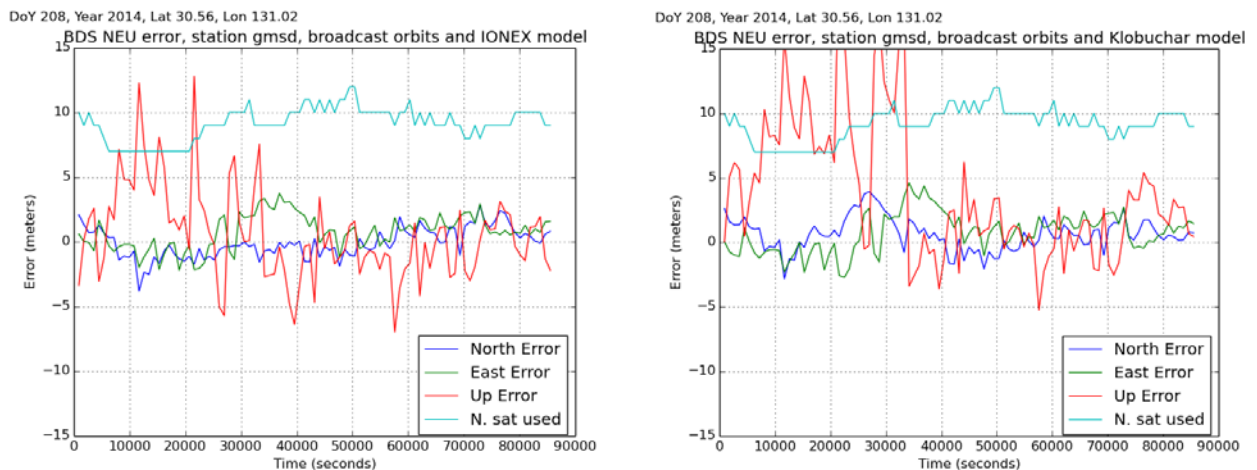 DoY 208, Year 2014, Lat 30.56, Lon 131.02
BDS NEU error, station gmsd, broadcast orbits and IONEX model
15
10
5
0
−5
−10
−15
Error (meters)
North Error
East Error
Up Error
N. sat used
0 10000 20000 30000 40000 50000 60000 70000 80000 90000
Time (seconds)
DoY 208, Year 2014, Lat 30.56, Lon 131.02
BDS NEU error, station gmsd, broadcast orbits and Klobuchar model
15
10
5
0
−5
−10
−15
Error (meters)
North Error
East Error
Up Error
N. sat used
0 10000 20000 30000 40000 50000 60000 70000 80000 90000
Time (seconds)